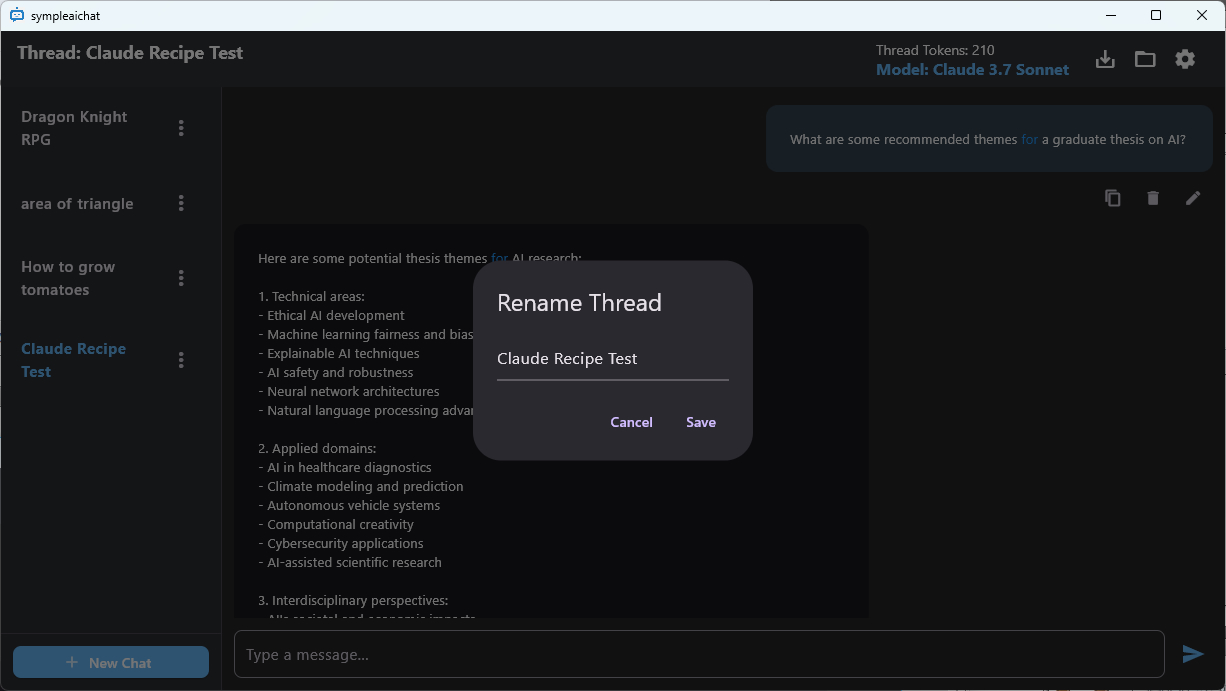 sympleaichat
Thread: Claude Recipe Test
Thread Tokens: 210
Model: Claude 3.7 Sonnet
Dragon Knight
RPG
area of triangle
How to grow
tomatoes
Claude Recipe
Test
New Chat
What are some recommended themes for a graduate thesis on AI?
Here are some potential thesis themes for AI research:
1. Technical areas:
- Ethical AI development
- Machine learning fairness and bias
- Explainable AI techniques
- AI safety and robustness
- Neural network architectures
- Natural language processing
2. Applied domains:
- AI in healthcare diagnostics
- Climate modeling and prediction
- Autonomous vehicle systems
- Computational creativity
- Cybersecurity applications
- AI-assisted scientific research
3. Interdisciplinary perspectives:
- AI's societal and economic impacts
Rename Thread
Claude Recipe Test
Cancel Save
Type a message...